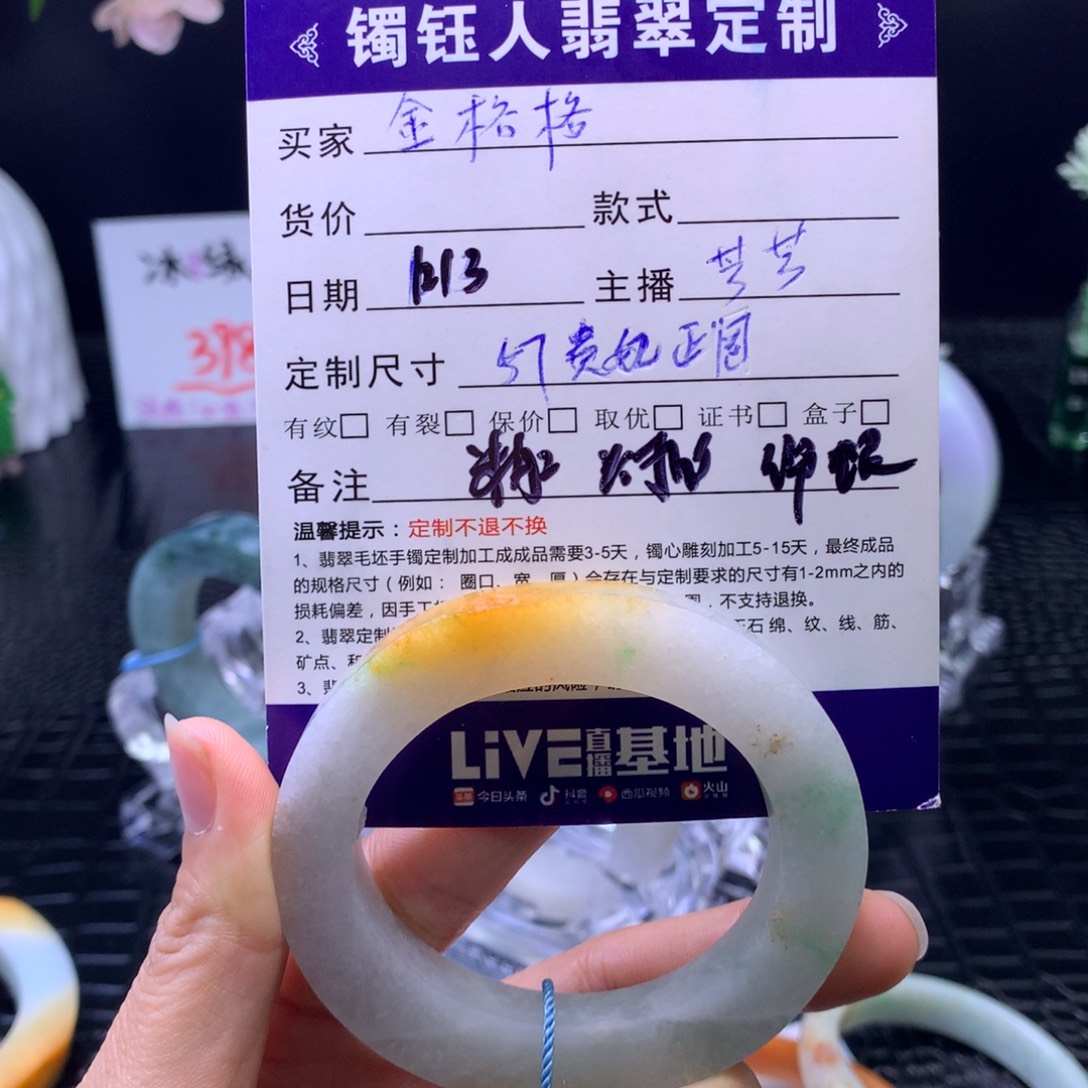 镯钰人翡翠定制
买家 金格格
货价 款式
日期 1213 主播 芸芸
定制尺寸 57贵妃正圈
有纹□ 有裂□ 保价□ 取优□ 证书□ 盒子□
备注
温馨提示：定制不退不换
1、翡翠毛坯手镯定制加工成成品需要3-5天，镯心雕刻加工5-15天，最终成品
的规格尺寸（例如： 圈口、宽、厚）会存在与定制要求的尺寸有1-2mm之内的
损耗偏差，因手工 ，不支持退换。
2、翡翠定制 石 绵、纹、线、筋、
矿点、
3、
LiVE直播基地
头条 今日头条 抖音 西瓜视频 火山
398